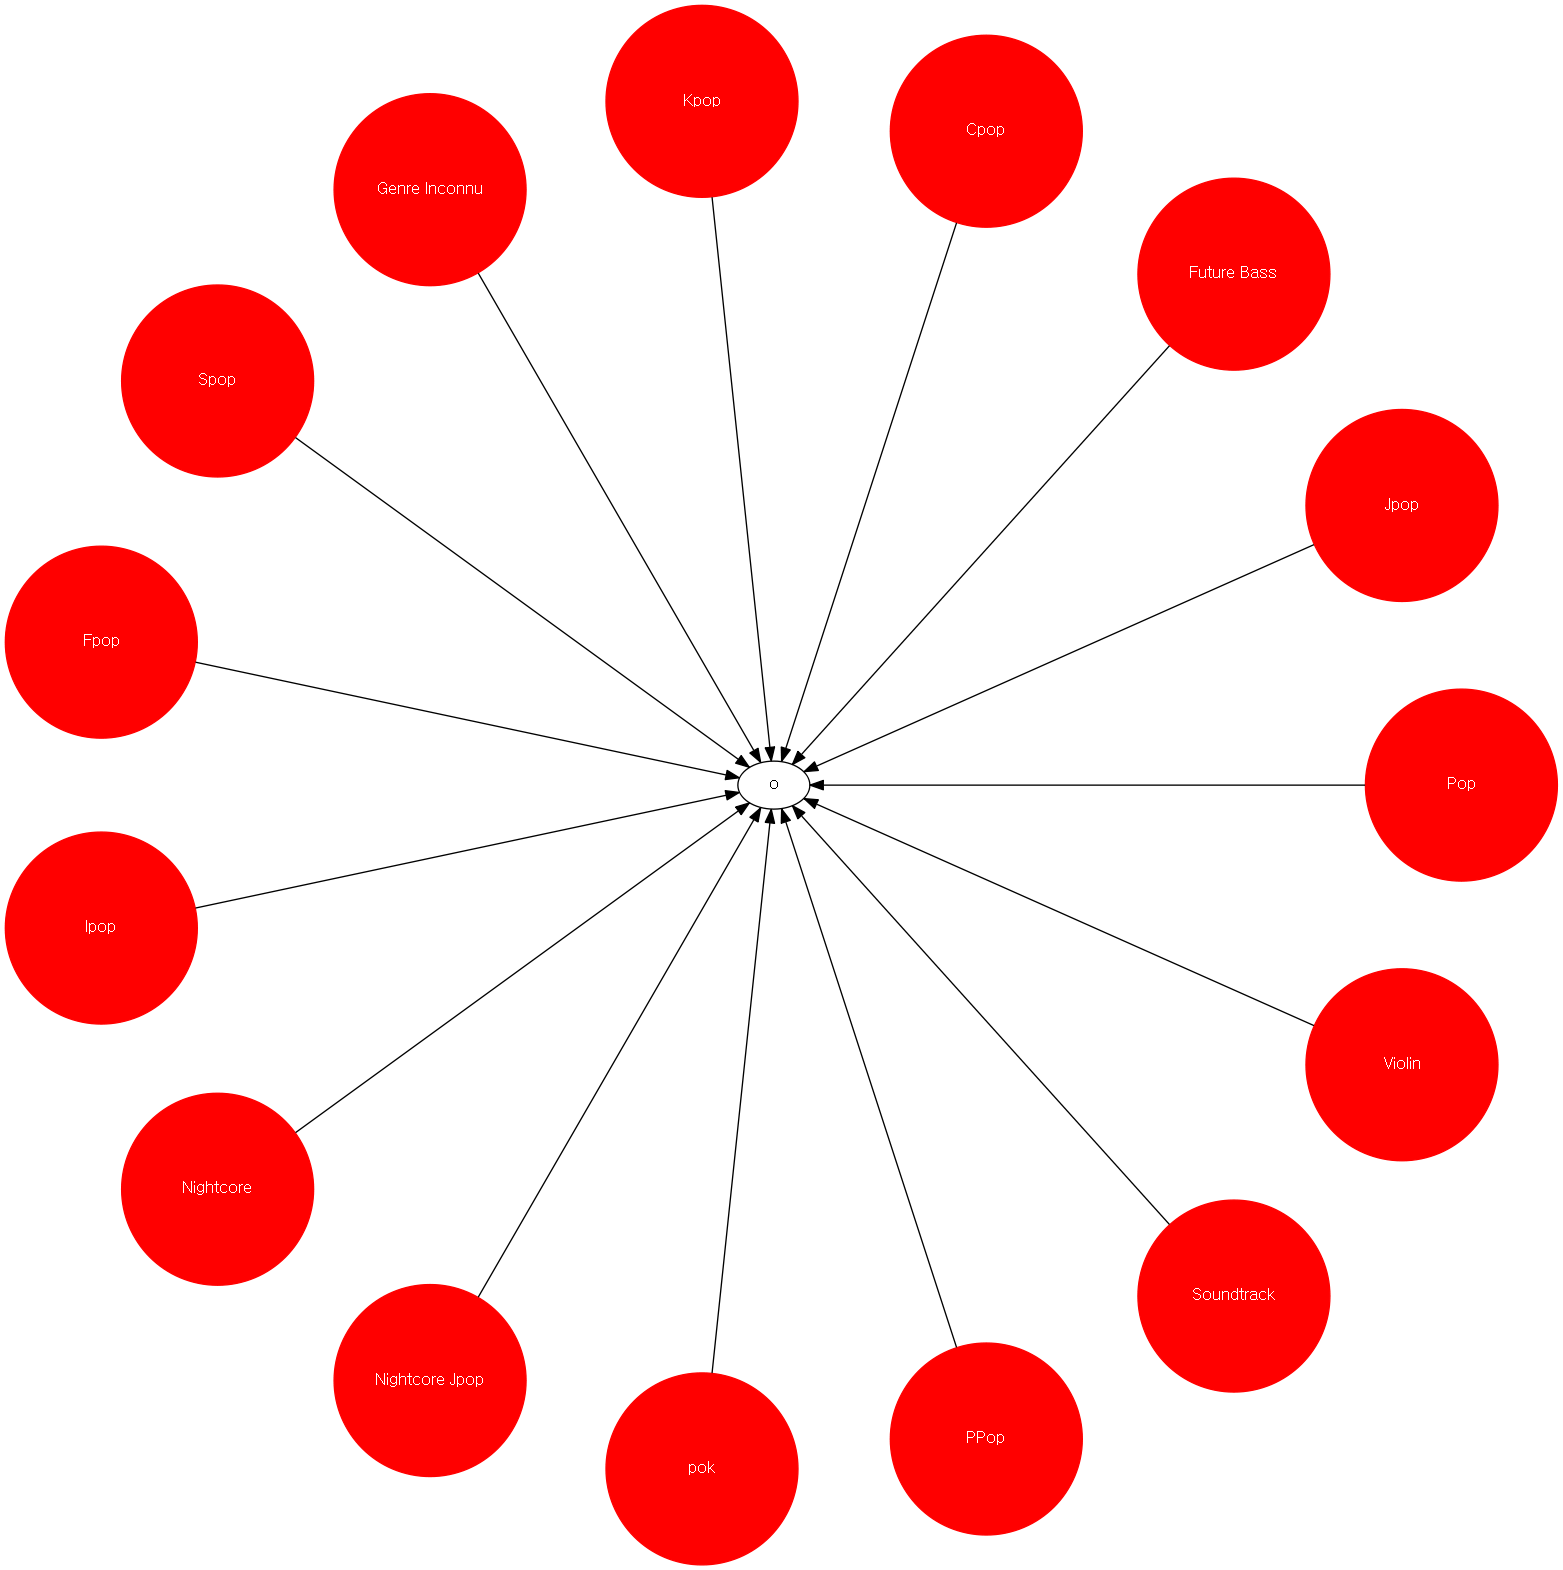 Kpop
Cpop
Genre Inconnu
Future Bass
Spop
Jpop
Fpop
o
Pop
Ipop
Violin
Nightcore
Soundtrack
Nightcore Jpop
PPop
pok